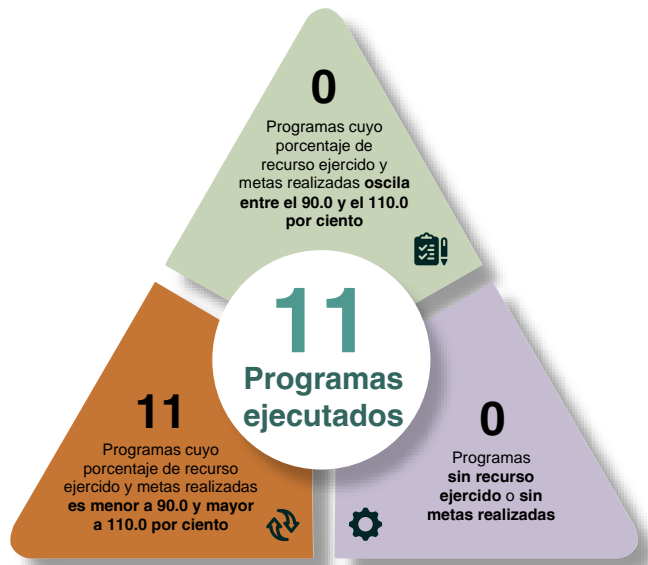 0
Programas cuyo
porcentaje de
recurso ejercido y
metas realizadas oscila
entre el 90.0 y el 110.0
por ciento
11
Programas
ejecutados
11
Programas cuyo
porcentaje de recurso
ejercido y metas realizadas
es menor a 90.0 y mayor
a 110.0 por ciento
0
Programas
sin recurso
ejercido o sin
metas realizadas